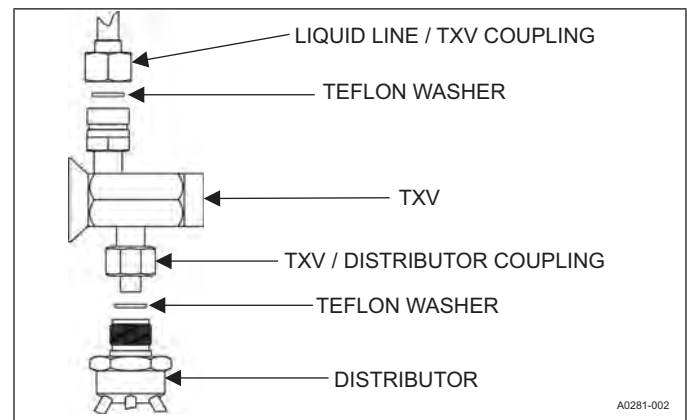 LIQUID LINE / TXV COUPLING
TEFLON WASHER
TXV
TXV / DISTRIBUTOR COUPLING
TEFLON WASHER
DISTRIBUTOR
A0281-002